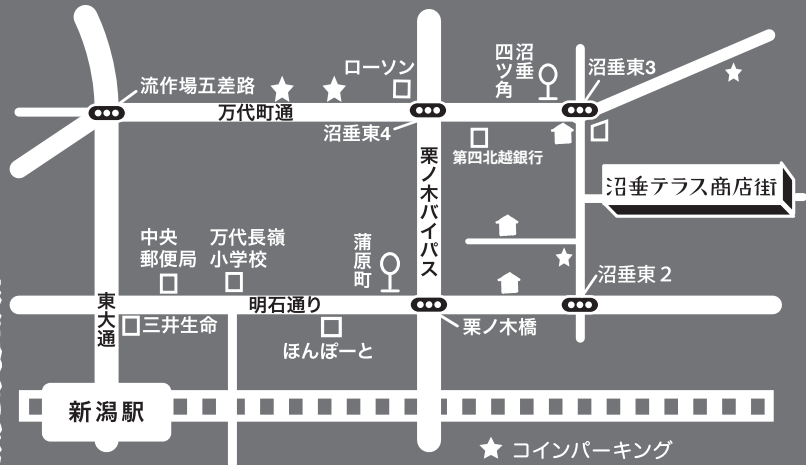 流作場五差路
万代町通
ローソン
沼垂東4
沼垂
四ツ角
沼垂東3
第四北越銀行
栗ノ木バイパス
沼垂テラス商店街
中央
郵便局
万代長嶺
小学校
蒲原町
沼垂東2
東大通
三井生命
明石通り
ほんぽーと
栗ノ木橋
新潟駅
コインパーキング